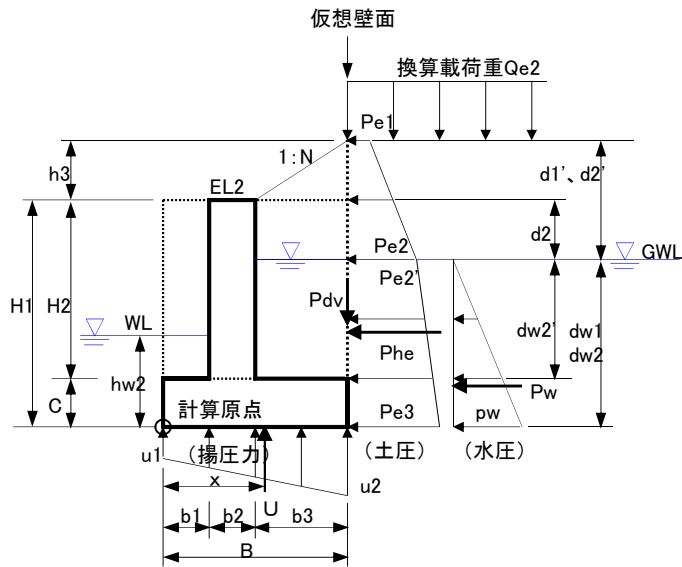 仮想壁面
換算載荷重Qe2
Pe1
1:N
h3
EL2
d1'、d2'
d2
Pe2
GWL
Pe2'
H1
H2
Pdv
WL
Phe
dw2'
dw1
dw2
hw2
C
計算原点
Pe3
Pw
pw
u1
(揚圧力)
(土圧)
(水圧)
x
U
u2
b1
b2
b3
B